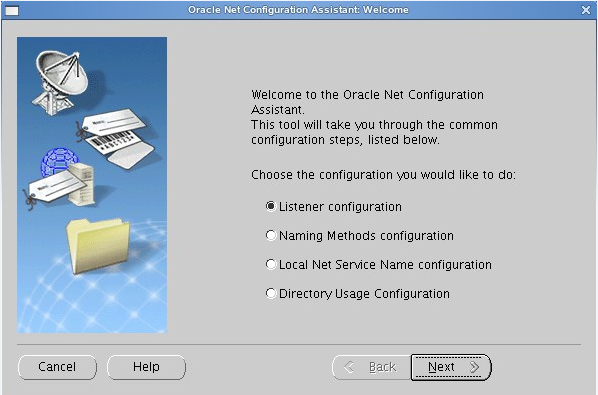 Oracle Net Configuration Assistant: Welcome
Welcome to the Oracle Net Configuration
Assistant.
This tool will take you through the common
configuration steps, listed below.
Choose the configuration you would like to do:
Listener configuration
Naming Methods configuration
Local Net Service Name configuration
Directory Usage Configuration
Cancel
Help
Back
Next